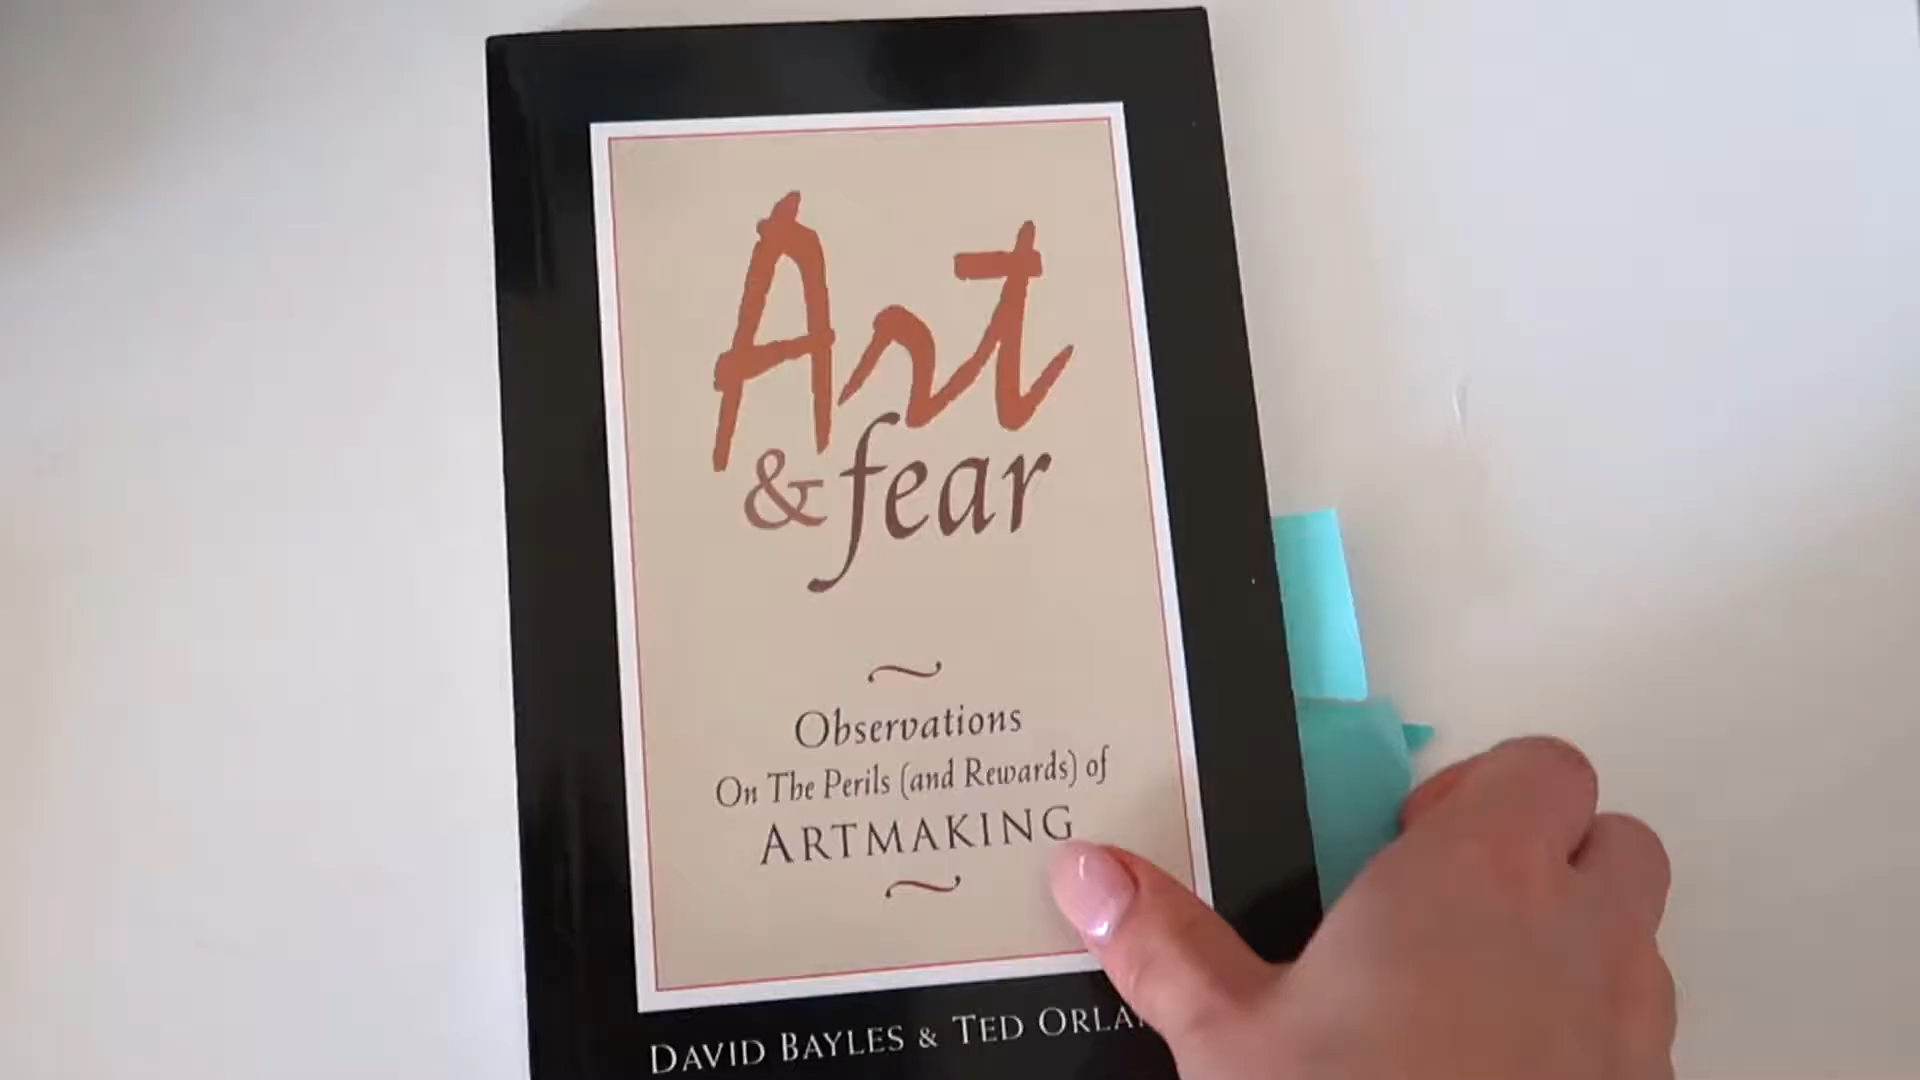 Art
& fear
Observations
On The Perils (and Rewards) of
ARTMAKING
DAVID BAYLES & TED